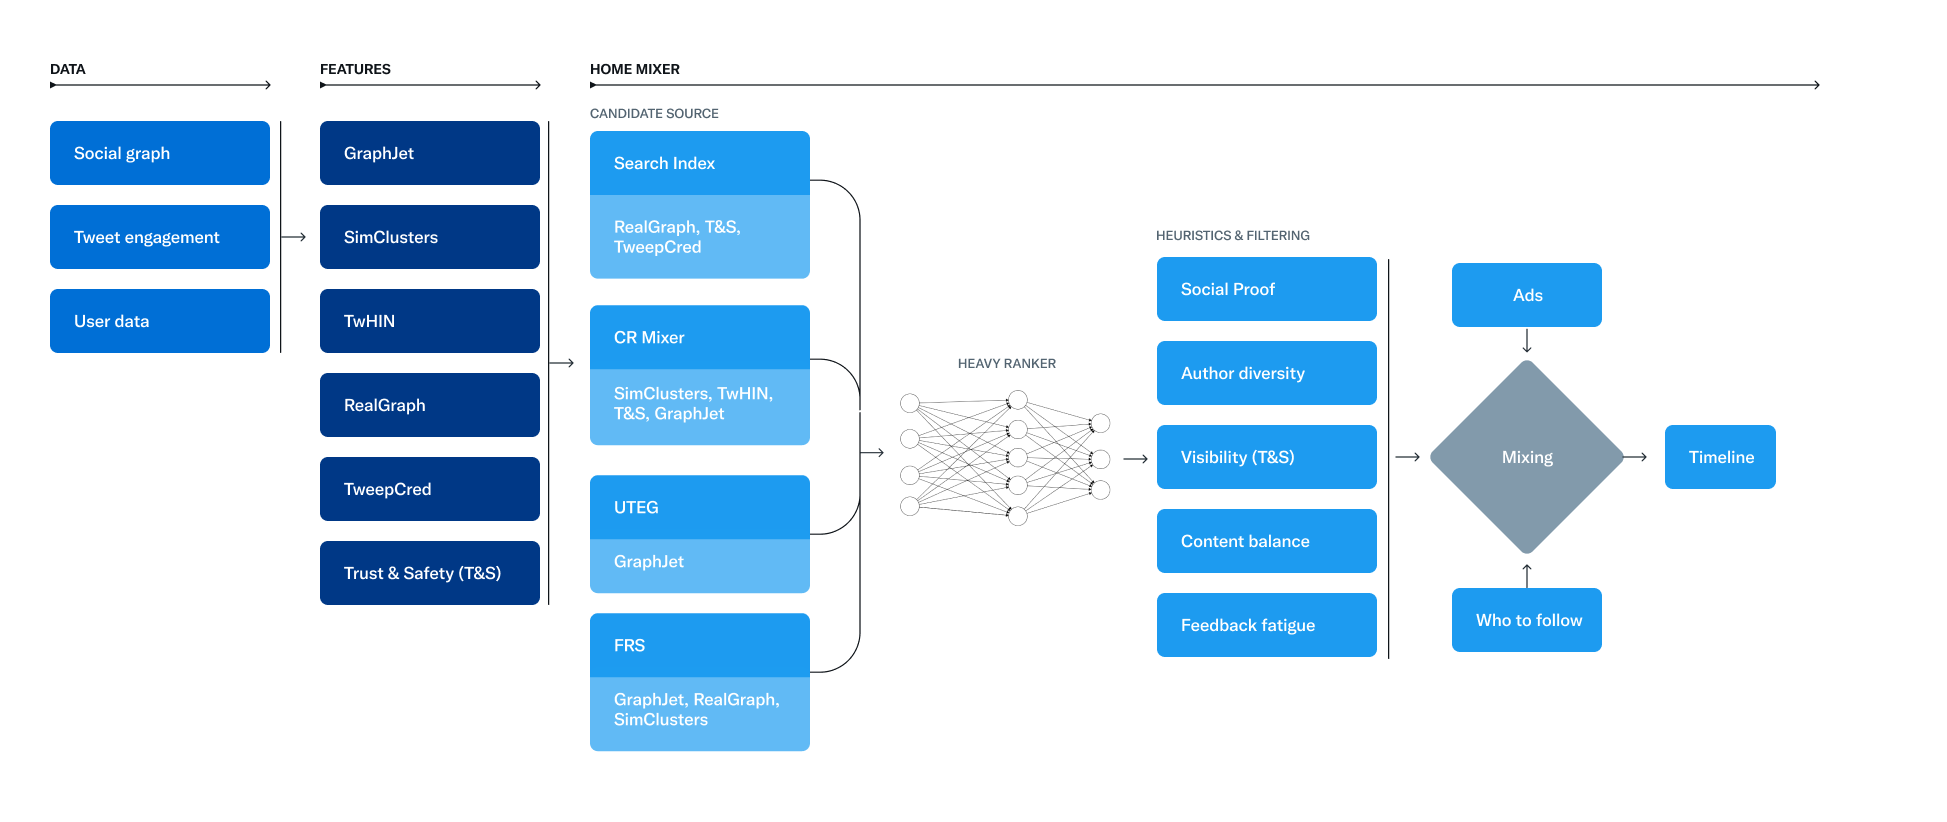 DATA
Social graph
Tweet engagement
User data
FEATURES
GraphJet
SimClusters
TwHIN
RealGraph
TweepCred
Trust & Safety (T&S)
HOME MIXER
CANDIDATE SOURCE
Search Index
RealGraph, T&S,
TweepCred
CR Mixer
SimClusters, TwHIN,
T&S, GraphJet
UTEG
GraphJet
FRS
GraphJet, RealGraph,
SimClusters
HEAVY RANKER
HEURISTICS & FILTERING
Social Proof
Author diversity
Visibility (T&S)
Content balance
Feedback fatigue
Ads
Mixing
Who to follow
Timeline